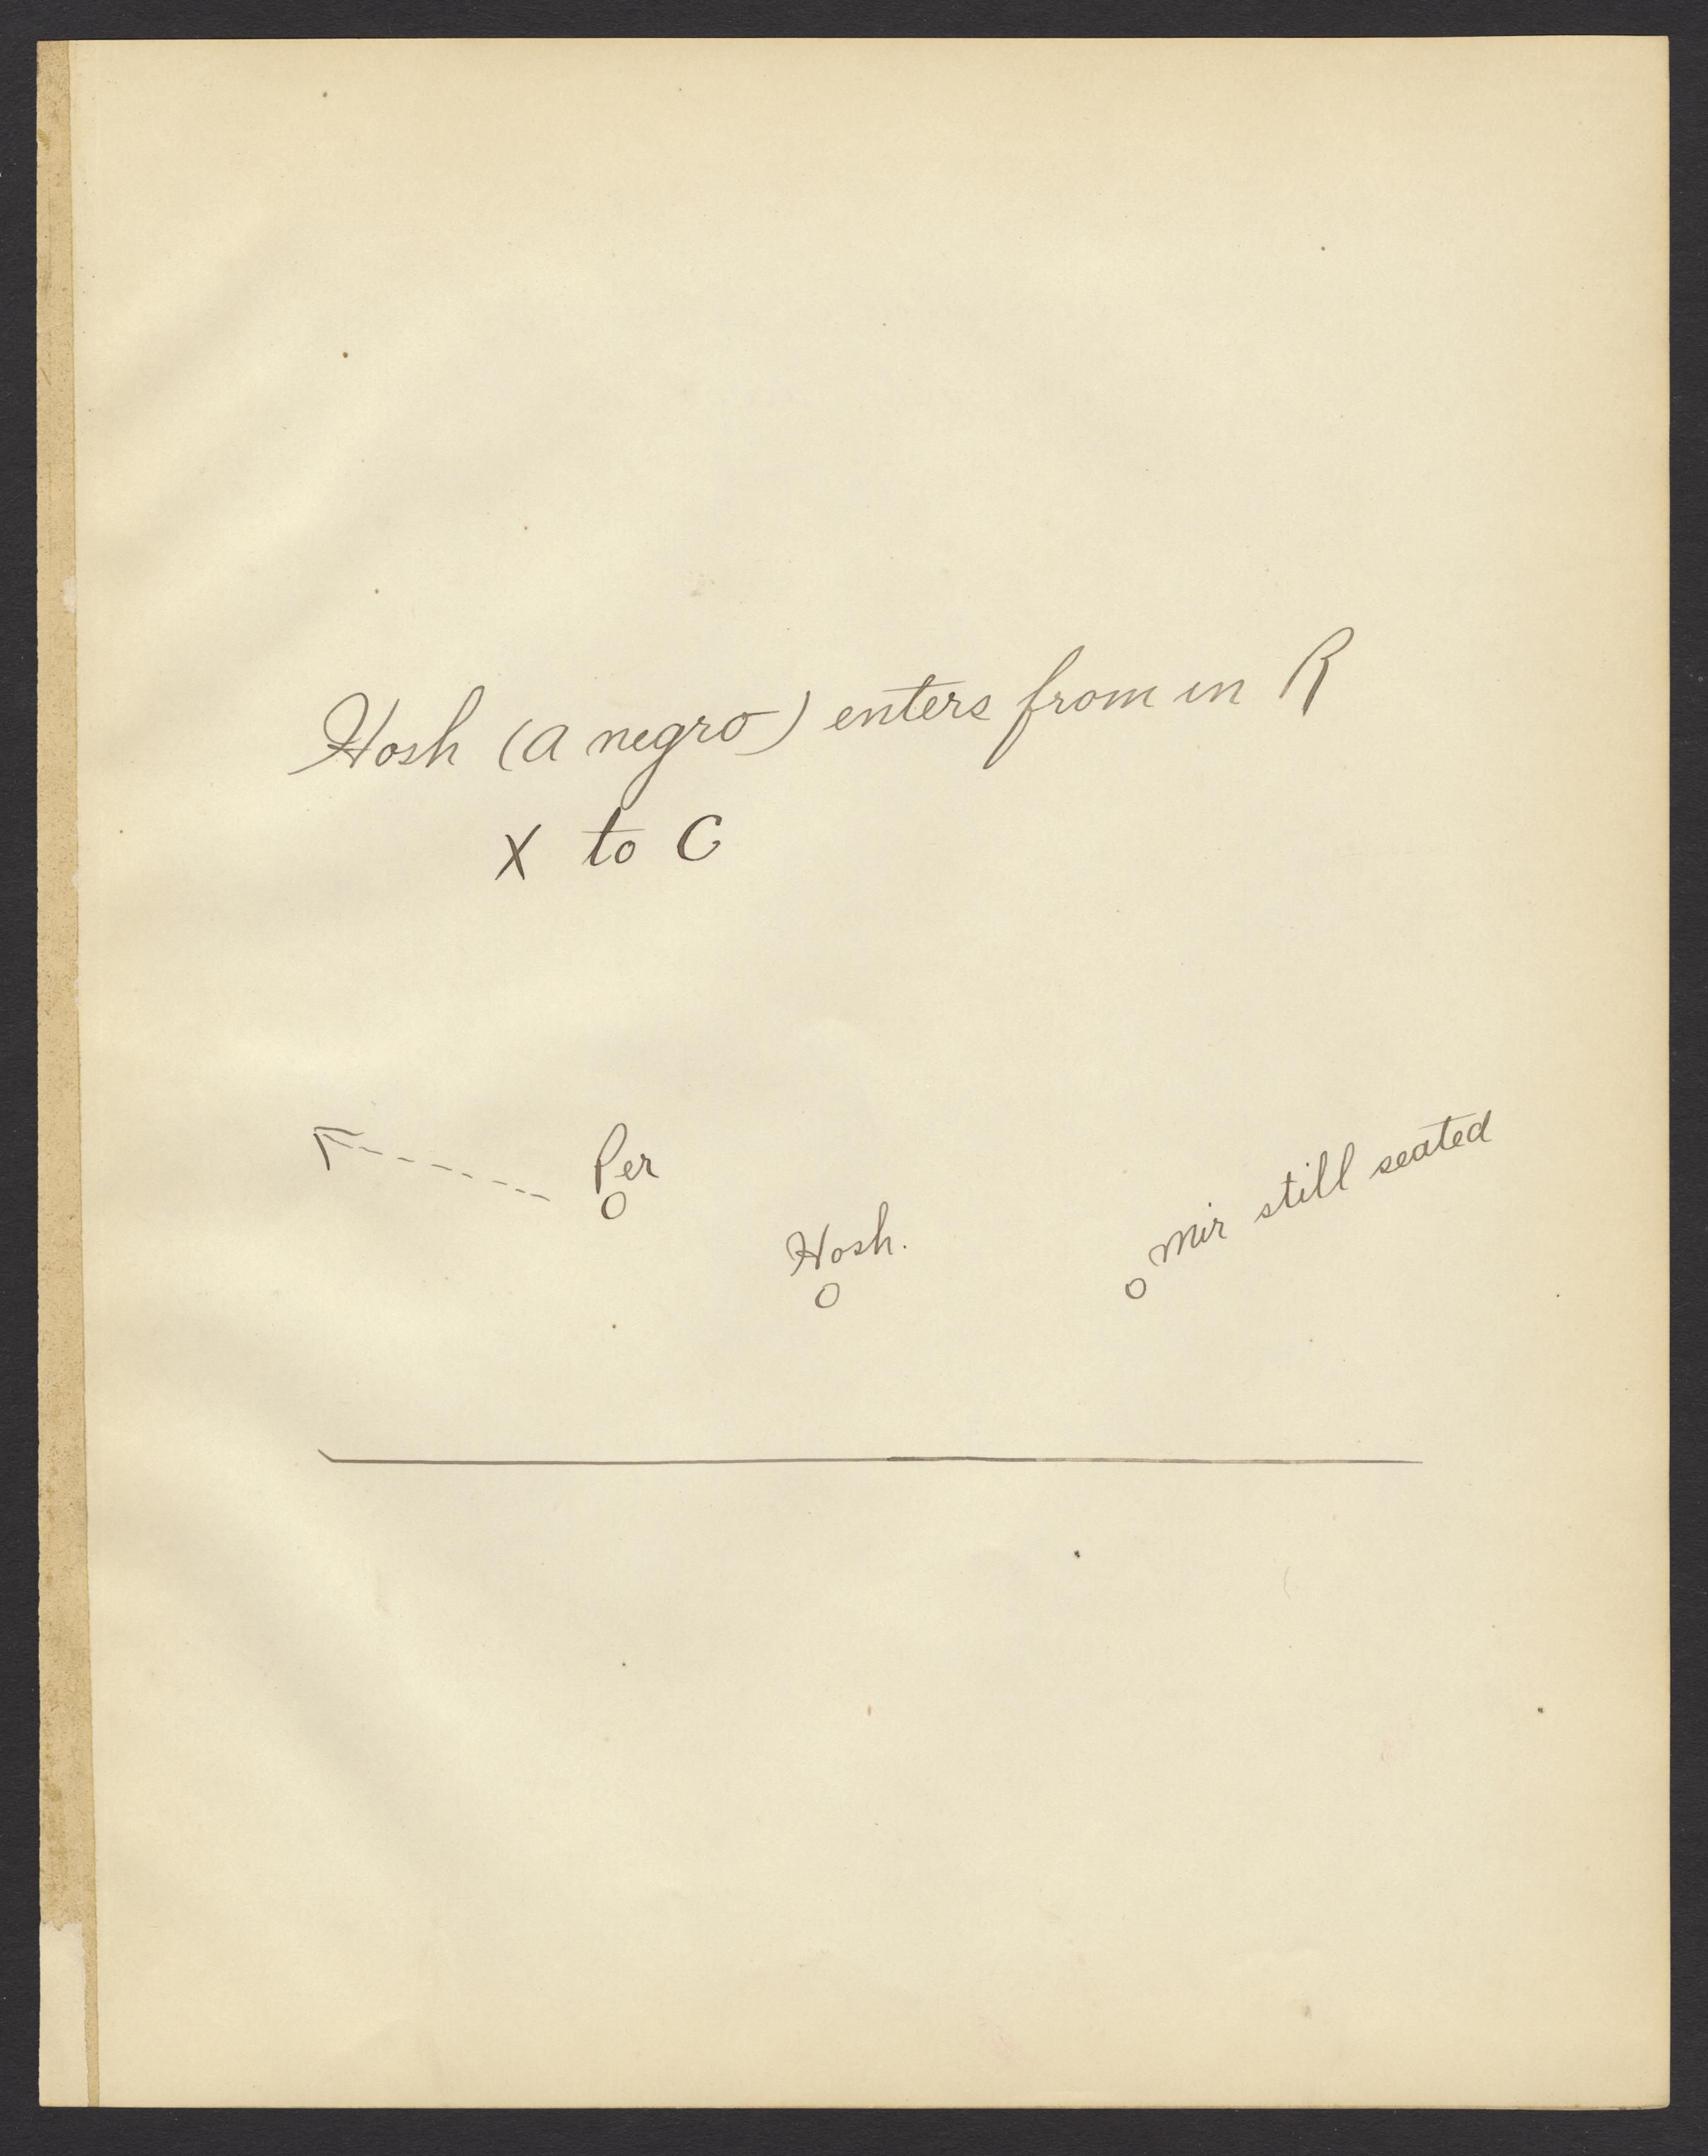 Hosh (a negro) enters from in R
X to C
Per
Hosh.
Mir still seated